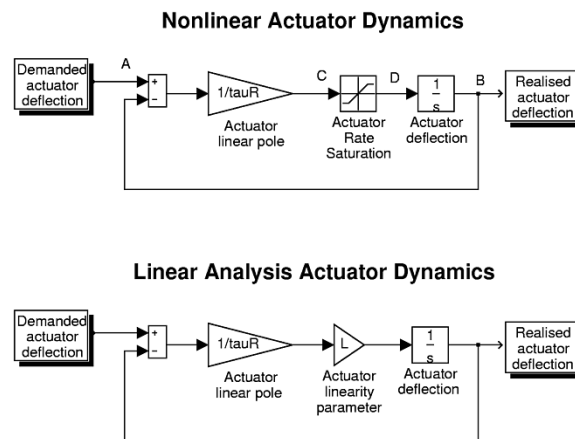 Nonlinear Actuator Dynamics
Demanded
actuator
deflection
A
+
−
1/tauR
Actuator
linear pole
C
Actuator
Rate
Saturation
D
1
s
Actuator
deflection
B
Realised
actuator
deflection
Linear Analysis Actuator Dynamics
Demanded
actuator
deflection
+
−
1/tauR
Actuator
linear pole
L
Actuator
linearity
parameter
1
s
Actuator
deflection
Realised
actuator
deflection